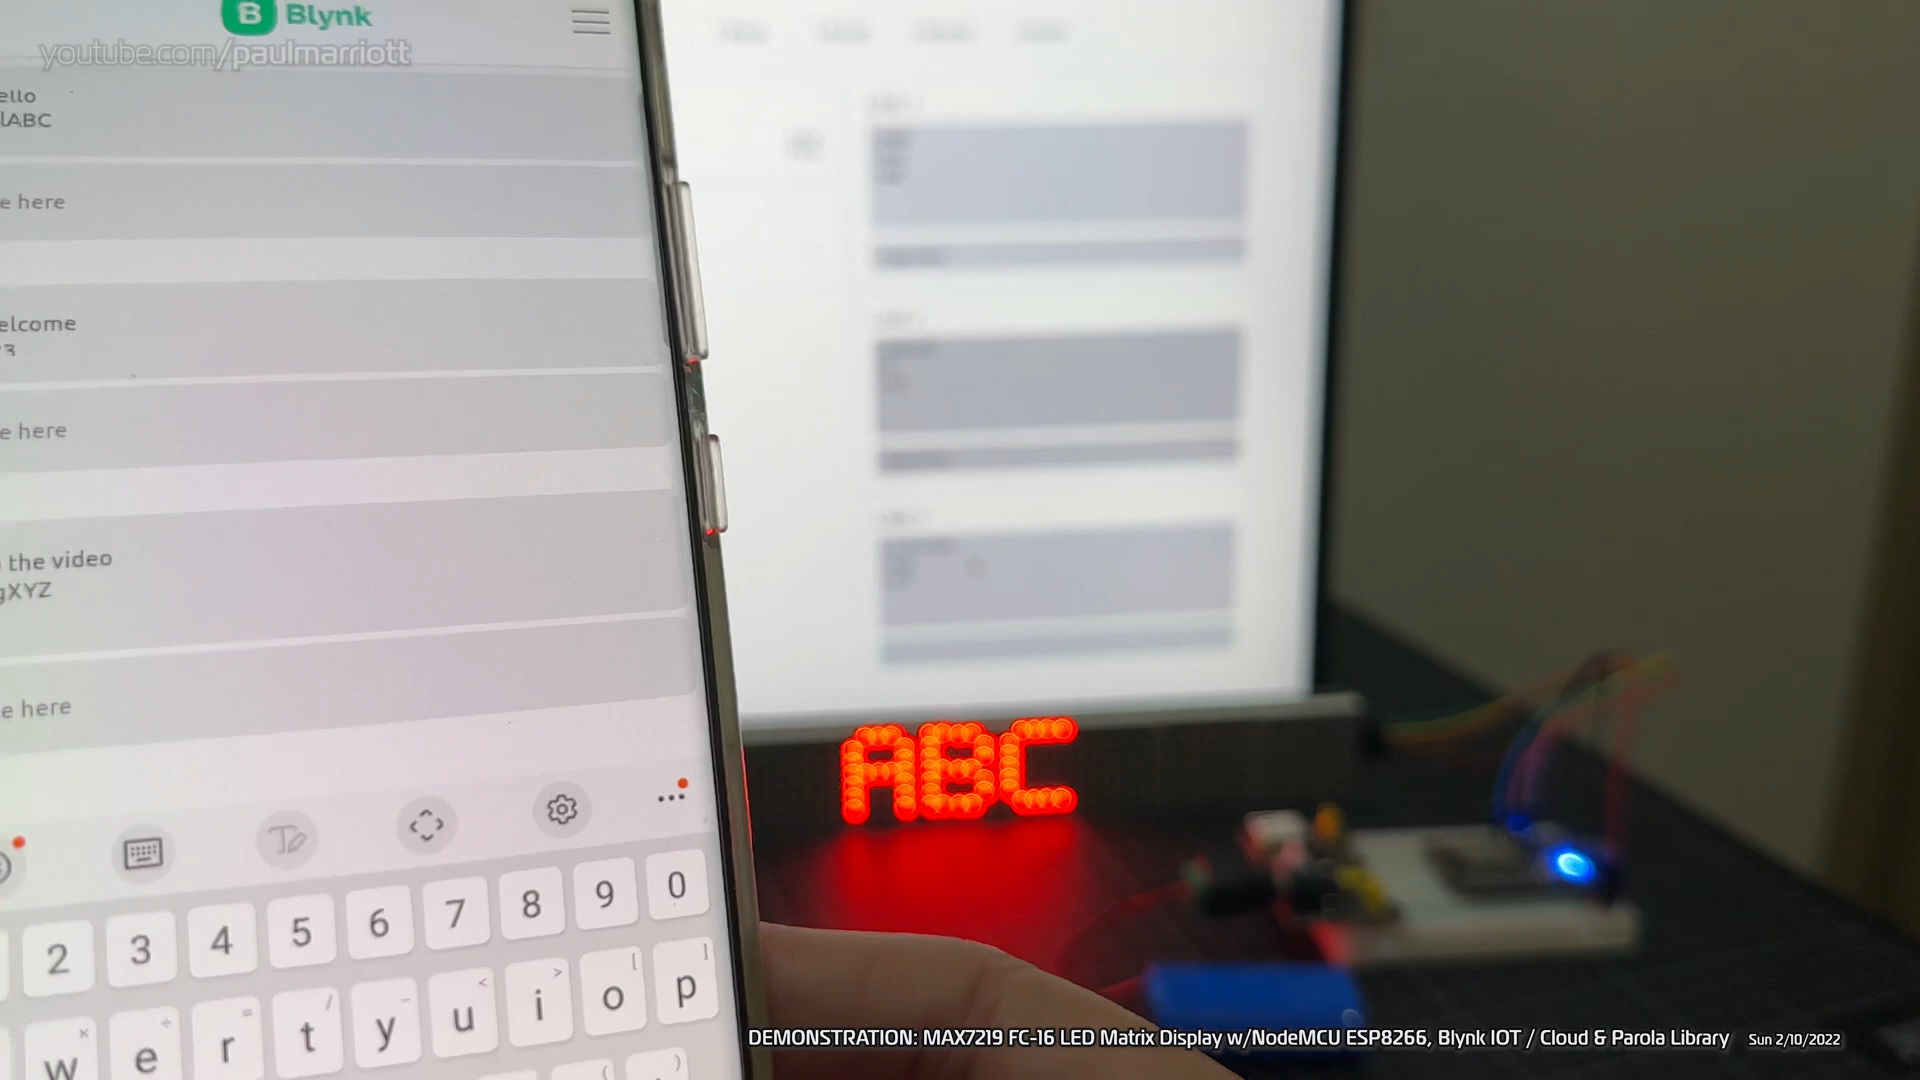 B Blynk
youtube.com/paulmarriott
ello
lABC
e here
elcome
e here
the video
gXYZ
e here
ABC
2 3 4 5 6 7 8 9 0
w e r t y u i o p
DEMONSTRATION: MAX7219 FC-16 LED Matrix Display w/NodeMCU ESP8266, Blynk IOT / Cloud & Parola Library Sun 2/10/2022